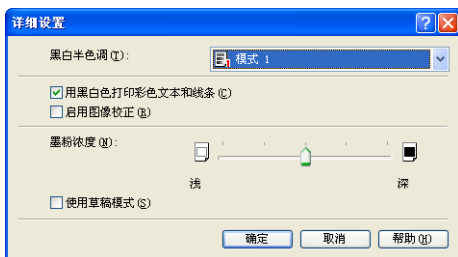 详细设置
黑白半色调(T): 模式 1
用黑白色打印彩色文本和线条(C)
启用图像校正(R)
墨粉浓度(N):
浅 深
使用草稿模式(S)
确定 取消 帮助(H)